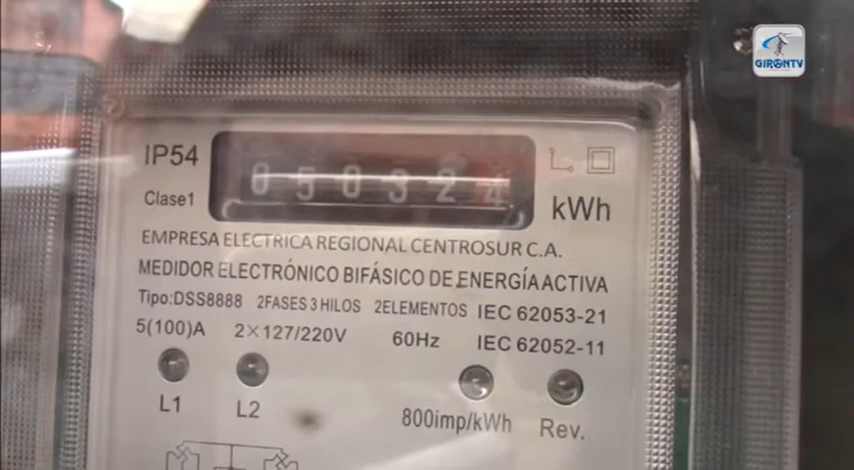 GIRONTV
IP54
050324
Clase1
kWh
EMPRESA ELECTRICA REGIONAL CENTROSUR C.A.
MEDIDOR ELECTRÓNICO BIFÁSICO DE ENERGÍA ACTIVA
Tipo:DSS8888 2FASES 3 HILOS 2ELEMENTOS IEC 62053-21
5(100)A 2×127/220V 60Hz IEC 62052-11
L1 L2 800imp/kWh Rev.